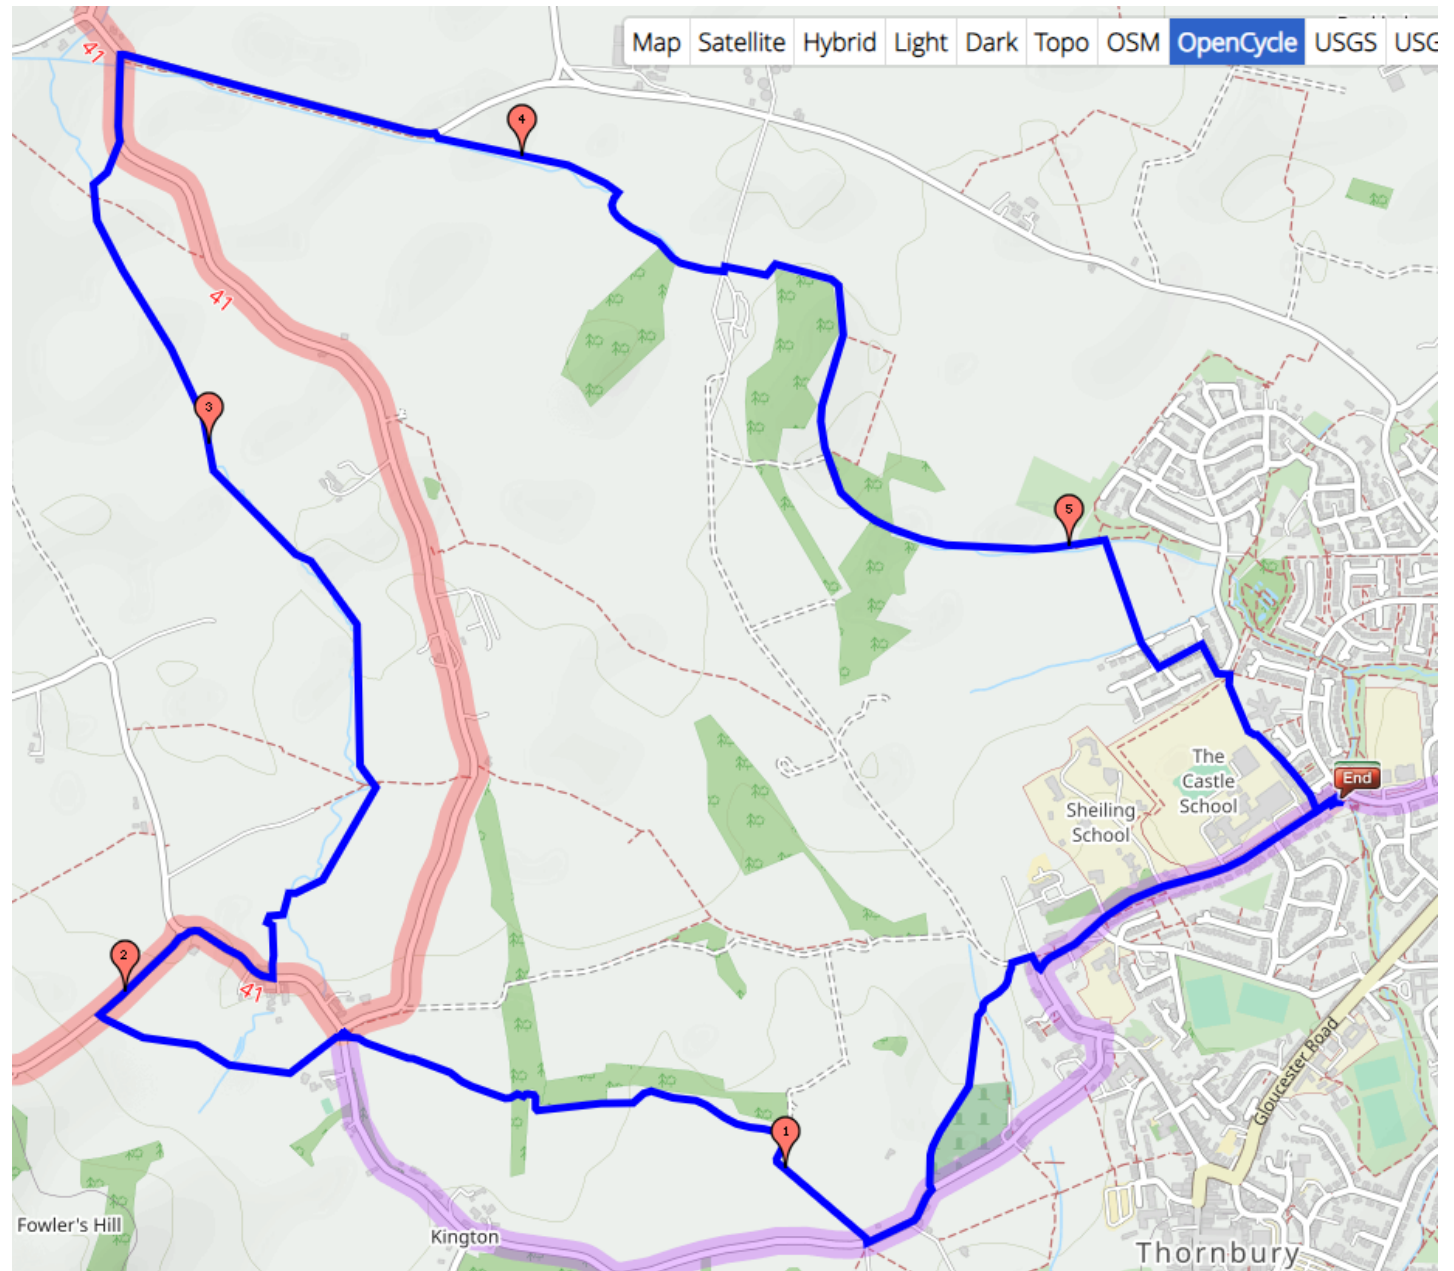 Map Satellite Hybrid Light Dark Topo OSM OpenCycle USGS
41
4
41
3
5
The
Castle
School
End
Sheiling
School
2
41
Gloucester Road
1
Fowler's Hill
Kington
Thornbury